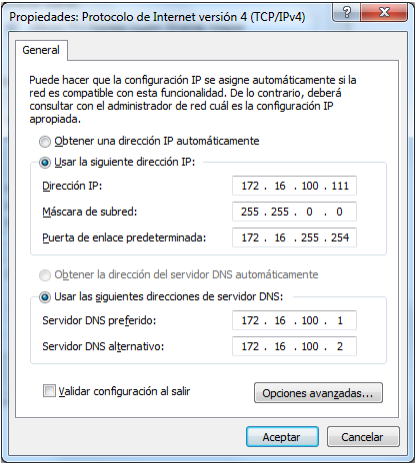 Propiedades: Protocolo de Internet versión 4 (TCP/IPv4)
General
Puede hacer que la configuración IP se asigne automáticamente si la
red es compatible con esta funcionalidad. De lo contrario, deberá
consultar con el administrador de red cuál es la configuración IP
apropiada.
Obtener una dirección IP automáticamente
Usar la siguiente dirección IP:
Dirección IP: 172 . 16 . 100 . 111
Máscara de subred: 255 . 255 . 0 . 0
Puerta de enlace predeterminada: 172 . 16 . 255 . 254
Obtener la dirección del servidor DNS automáticamente
Usar las siguientes direcciones de servidor DNS:
Servidor DNS preferido: 172 . 16 . 100 . 1
Servidor DNS alternativo: 172 . 16 . 100 . 2
Validar configuración al salir
Opciones avanzadas...
Aceptar
Cancelar